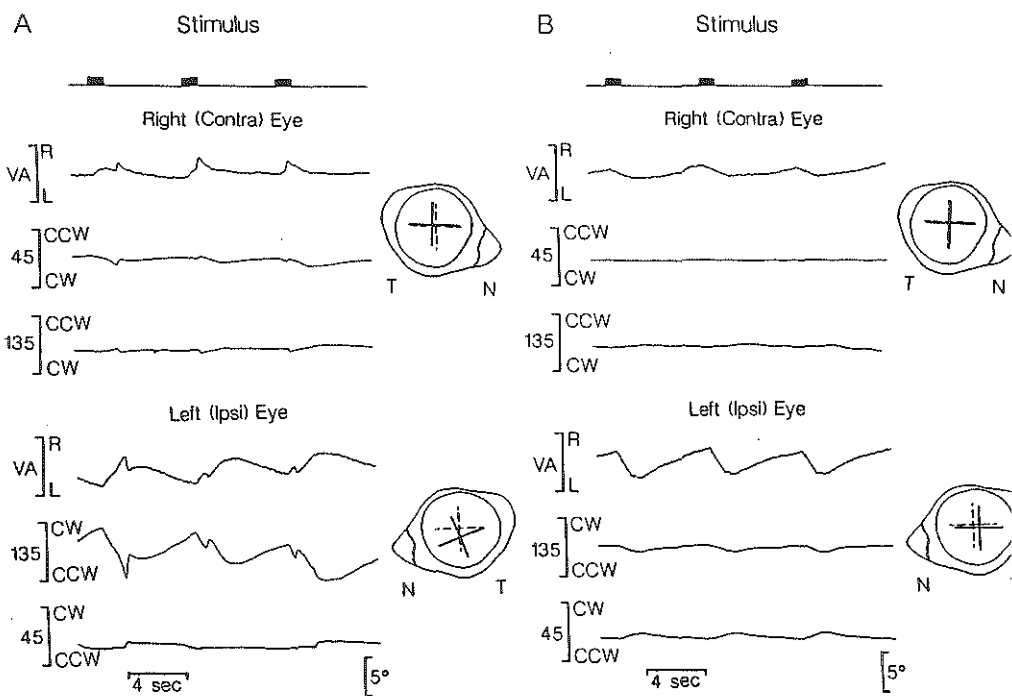 A
Stimulus
Right (Contra) Eye
VA R
L
45 CCW
CW
135 CCW
CW
T N
Left (Ipsi) Eye
VA R
L
135 CW
CCW
N T
45 CW
CCW
4 sec
5°
B
Stimulus
Right (Contra) Eye
VA R
L
45 CCW
CW
135 CCW
CW
T N
Left (Ipsi) Eye
VA R
L
135 CW
CCW
N T
45 CW
CCW
4 sec
5°